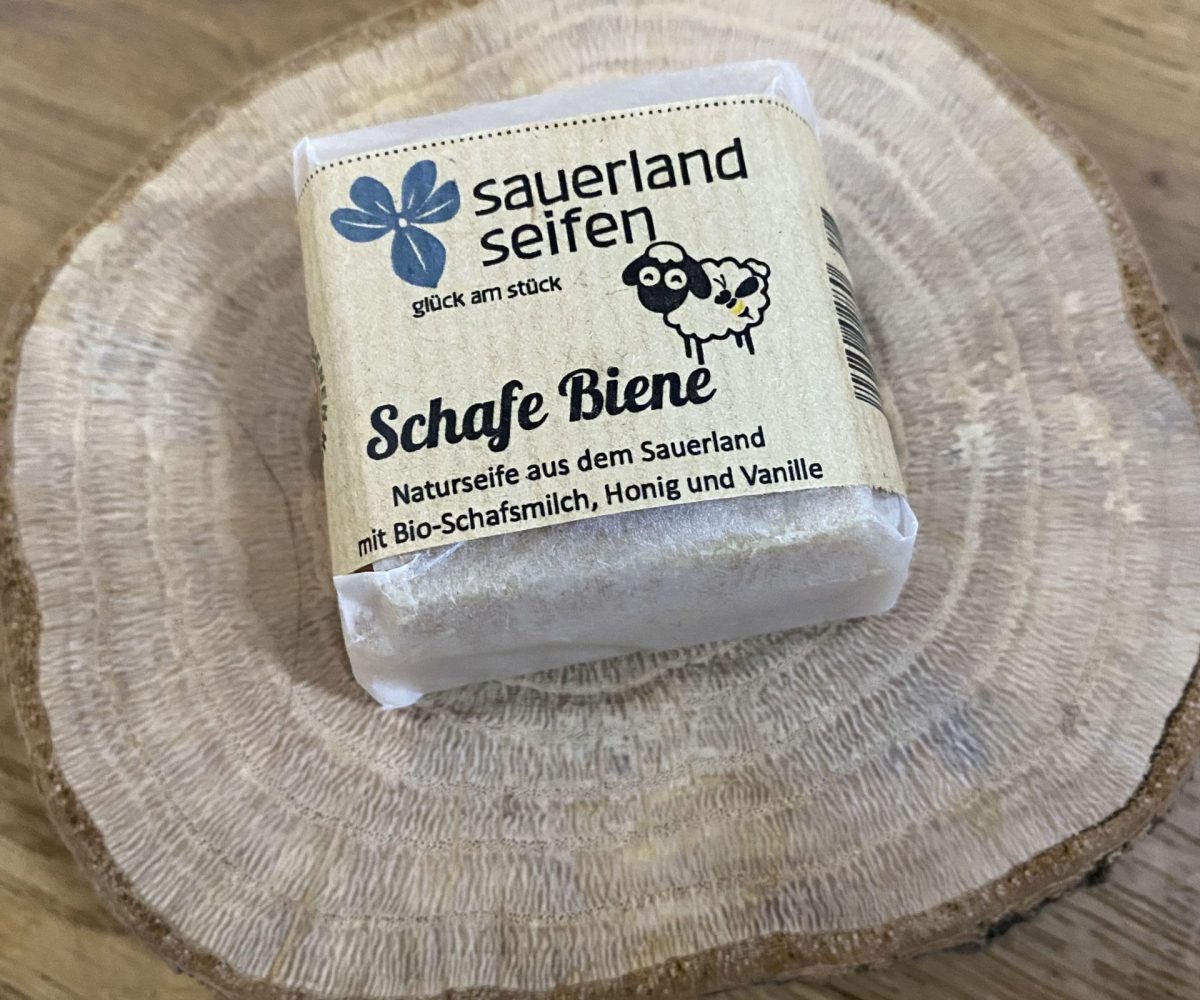 sauerland
seifen
glück am stück
Schafe Biene
Naturseife aus dem Sauerland
mit Bio-Schafsmilch, Honig und Vanille